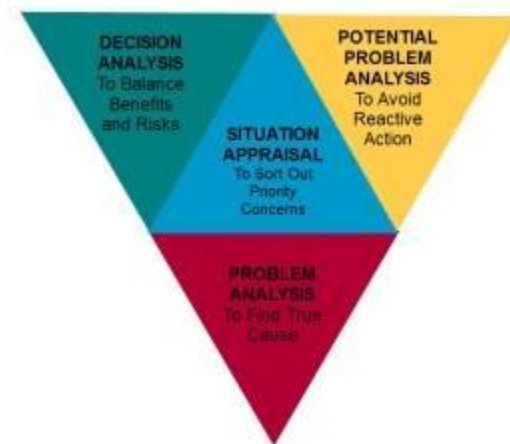 DECISION
ANALYSIS
To Balance
Benefits
and Risks
POTENTIAL
PROBLEM
ANALYSIS
To Avoid
Reactive
Action
SITUATION
APPRAISAL
To Sort Out
Priority
Concerns
PROBLEM
ANALYSIS
To Find True
Cause